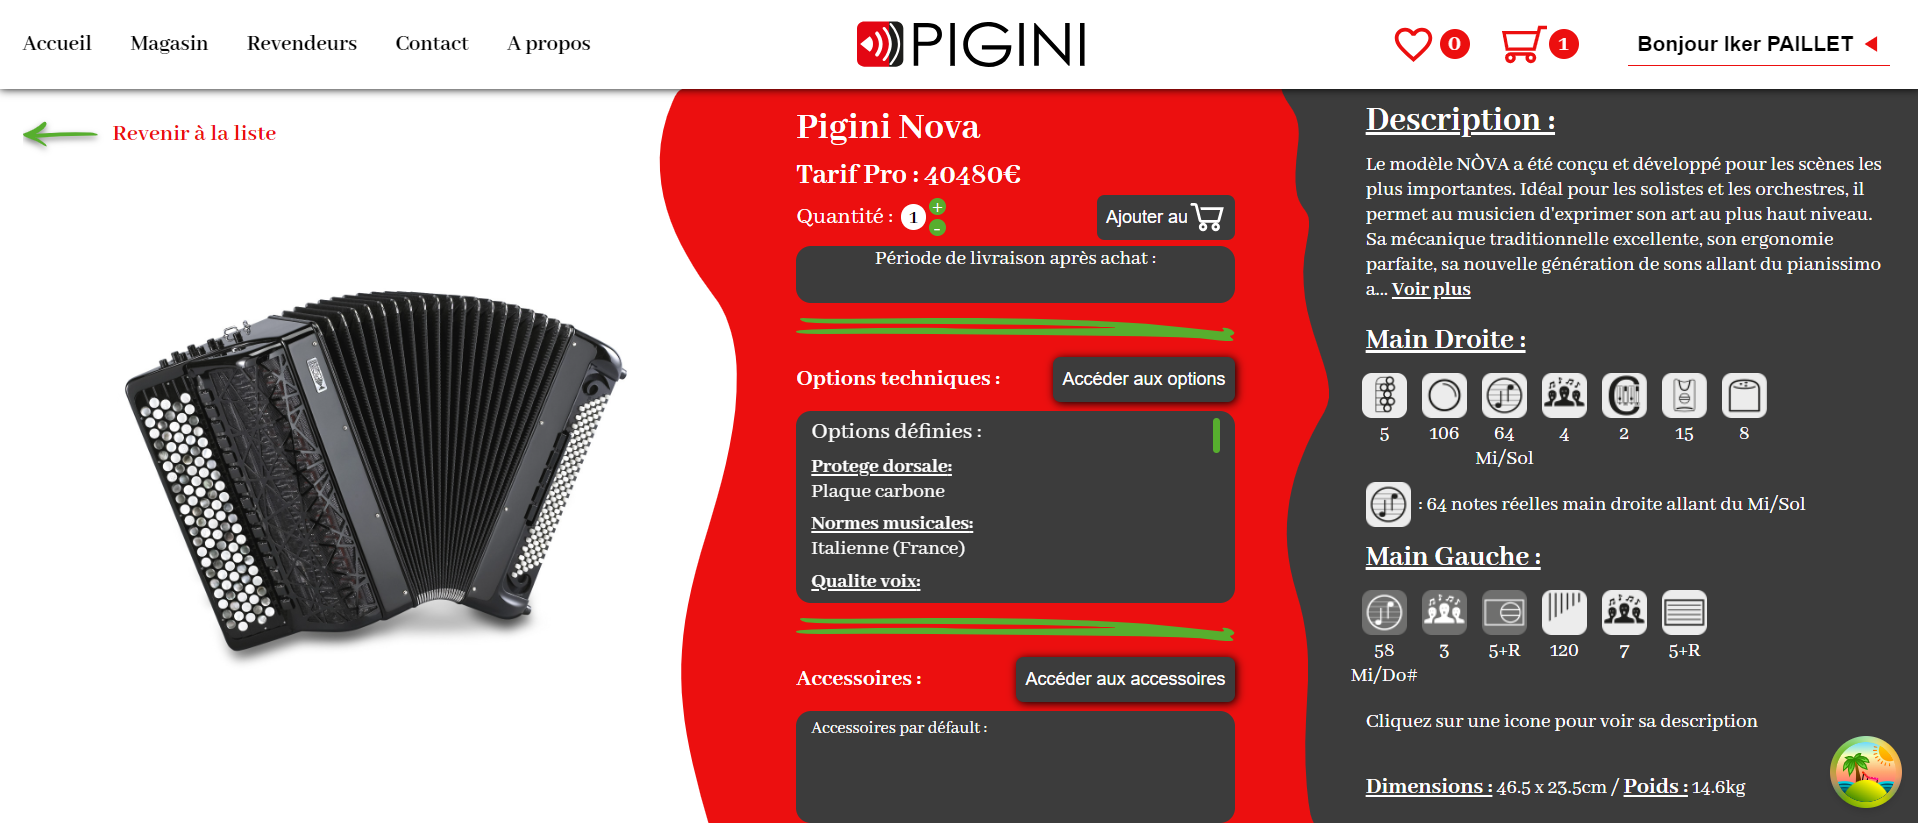 Accueil
Magasin
Revendeurs
Contact
A propos
PIGINI
0
1
Bonjour Iker PAILLET
Revenir à la liste
Pigini Nova
Tarif Pro : 40480€
Quantité : 1 + -
Ajouter au
Période de livraison après achat :
Options techniques :
Accéder aux options
Options définies :
Protege dorsale:
Plaque carbone
Normes musicales:
Italienne (France)
Qualite voix:
Accessoires :
Accéder aux accessoires
Accessoires par défault :
Description :
Le modèle NÒVA a été conçu et développé pour les scènes les
plus importantes. Idéal pour les solistes et les orchestres, il
permet au musicien d'exprimer son art au plus haut niveau.
Sa mécanique traditionnelle excellente, son ergonomie
parfaite, sa nouvelle génération de sons allant du pianissimo
a... Voir plus
Main Droite :
5 106 64 4 2 15 8
Mi/Sol
: 64 notes réelles main droite allant du Mi/Sol
Main Gauche :
58 3 5+R 120 7 5+R
Mi/Do#
Cliquez sur une icone pour voir sa description
Dimensions : 46.5 x 23.5cm / Poids : 14.6kg